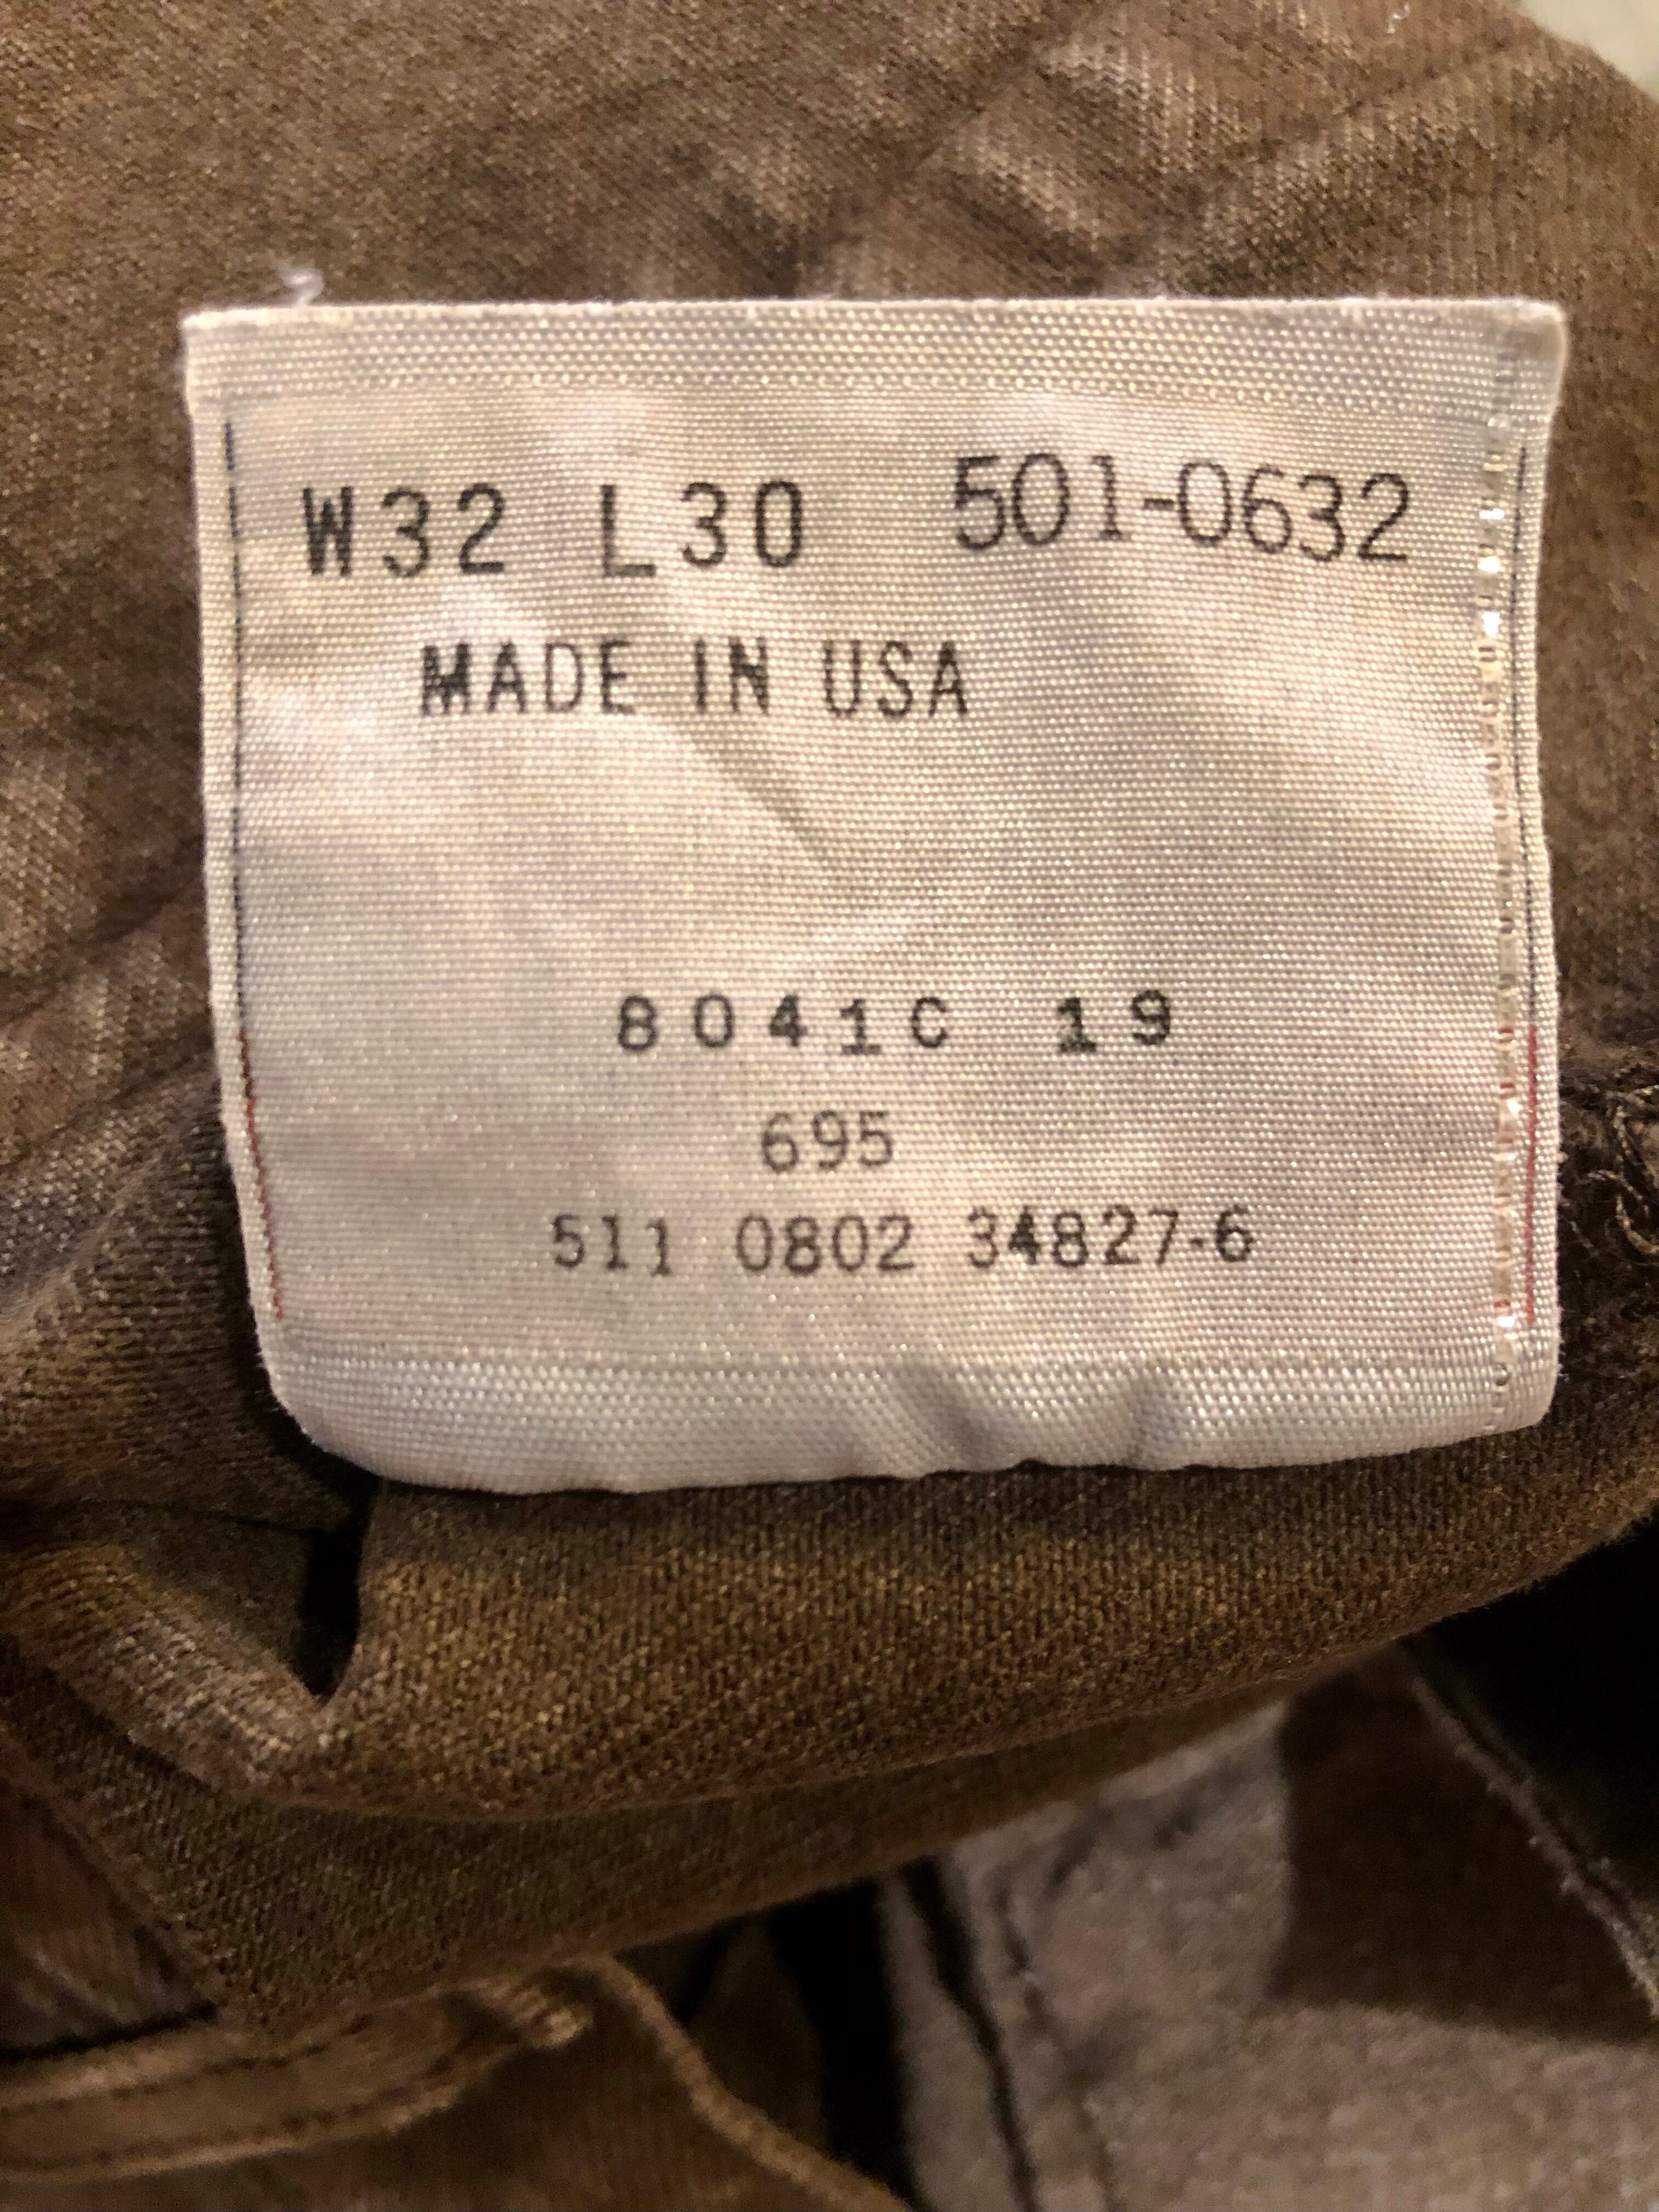 W32 L30 501-0632
MADE IN USA
8041C 19
695
511 0802 34827-6